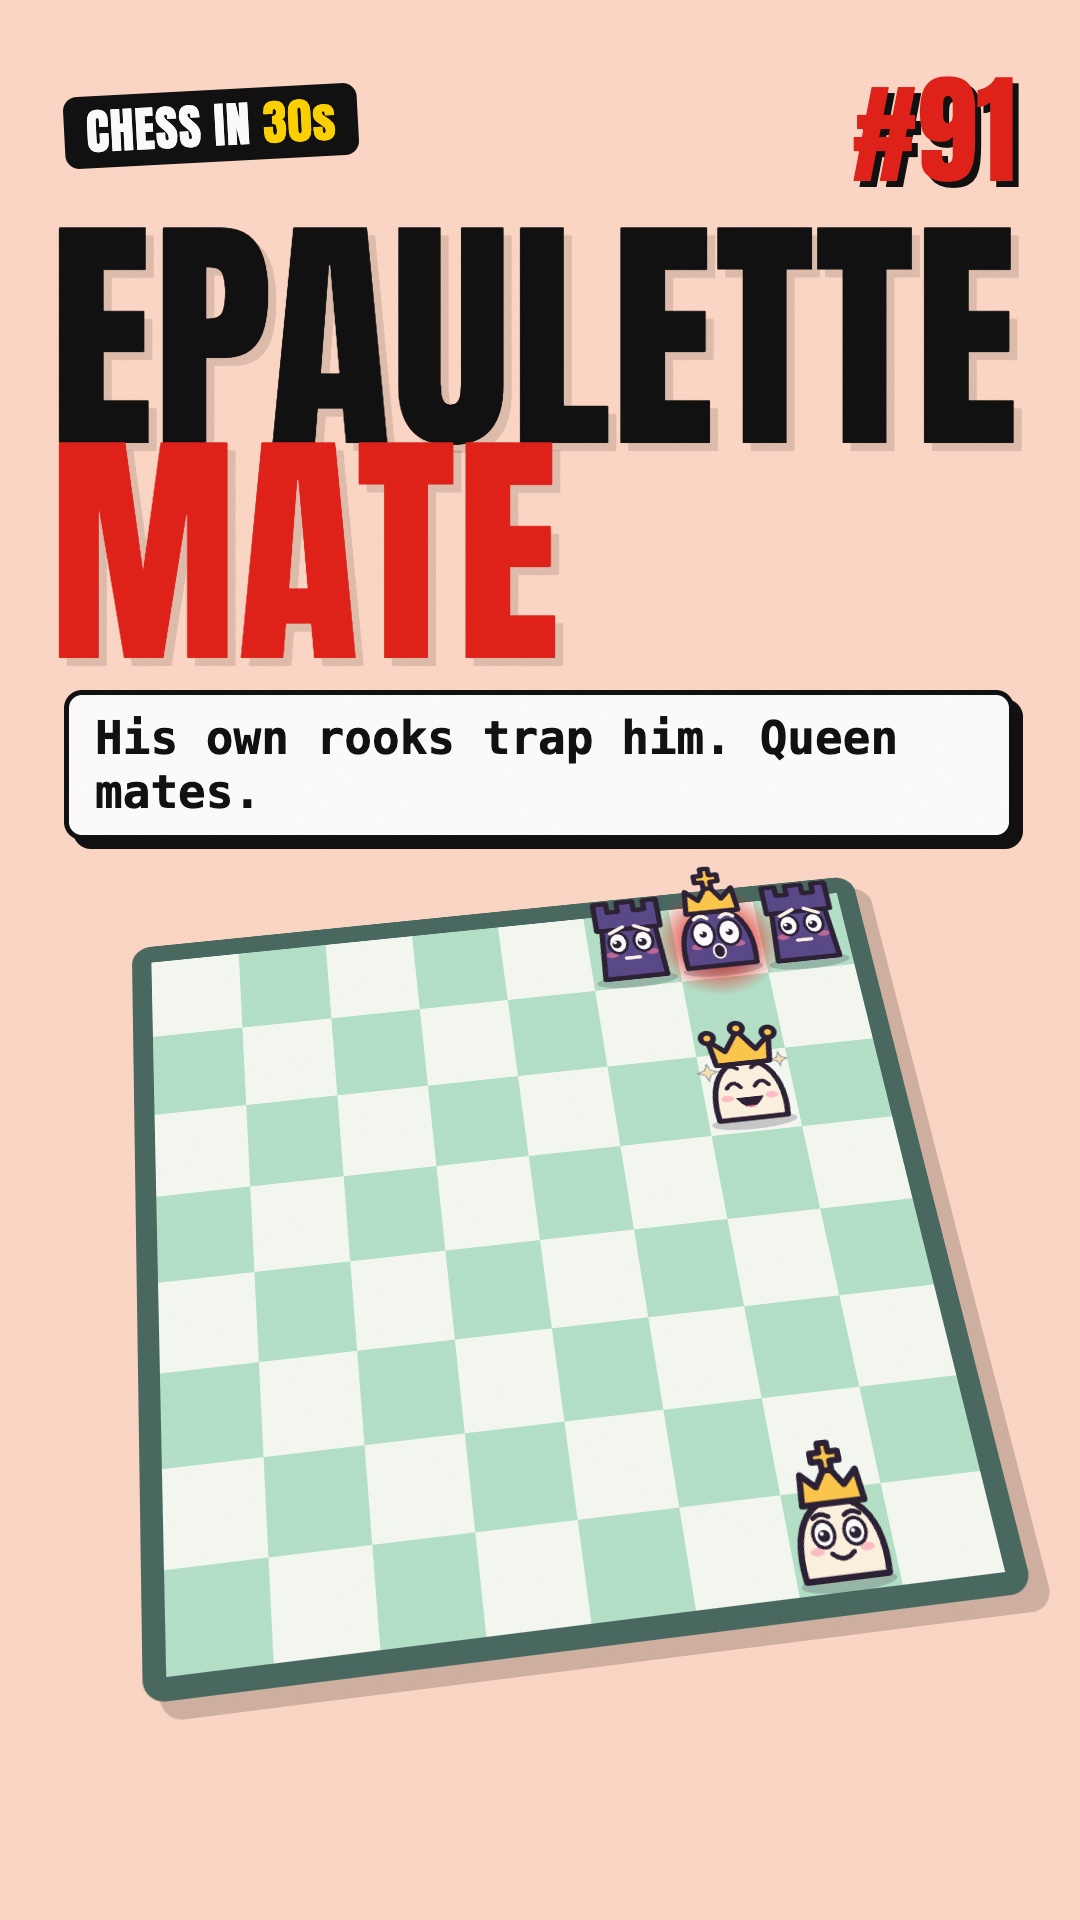 CHESS IN 30s
#91
EPAULETTE
MATE
His own rooks trap him. Queen
mates.